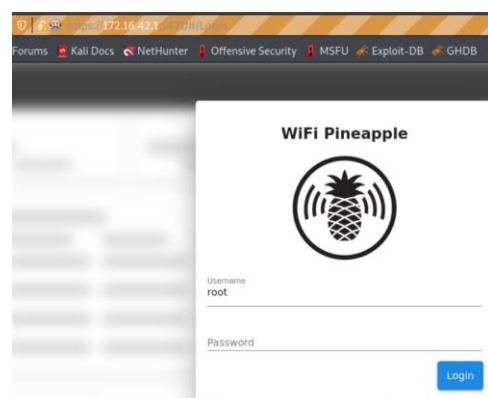 172.16.42.1
Forums Kali Docs NetHunter Offensive Security MSFU Exploit-DB GHDB
WiFi Pineapple
Username
root
Password
Login